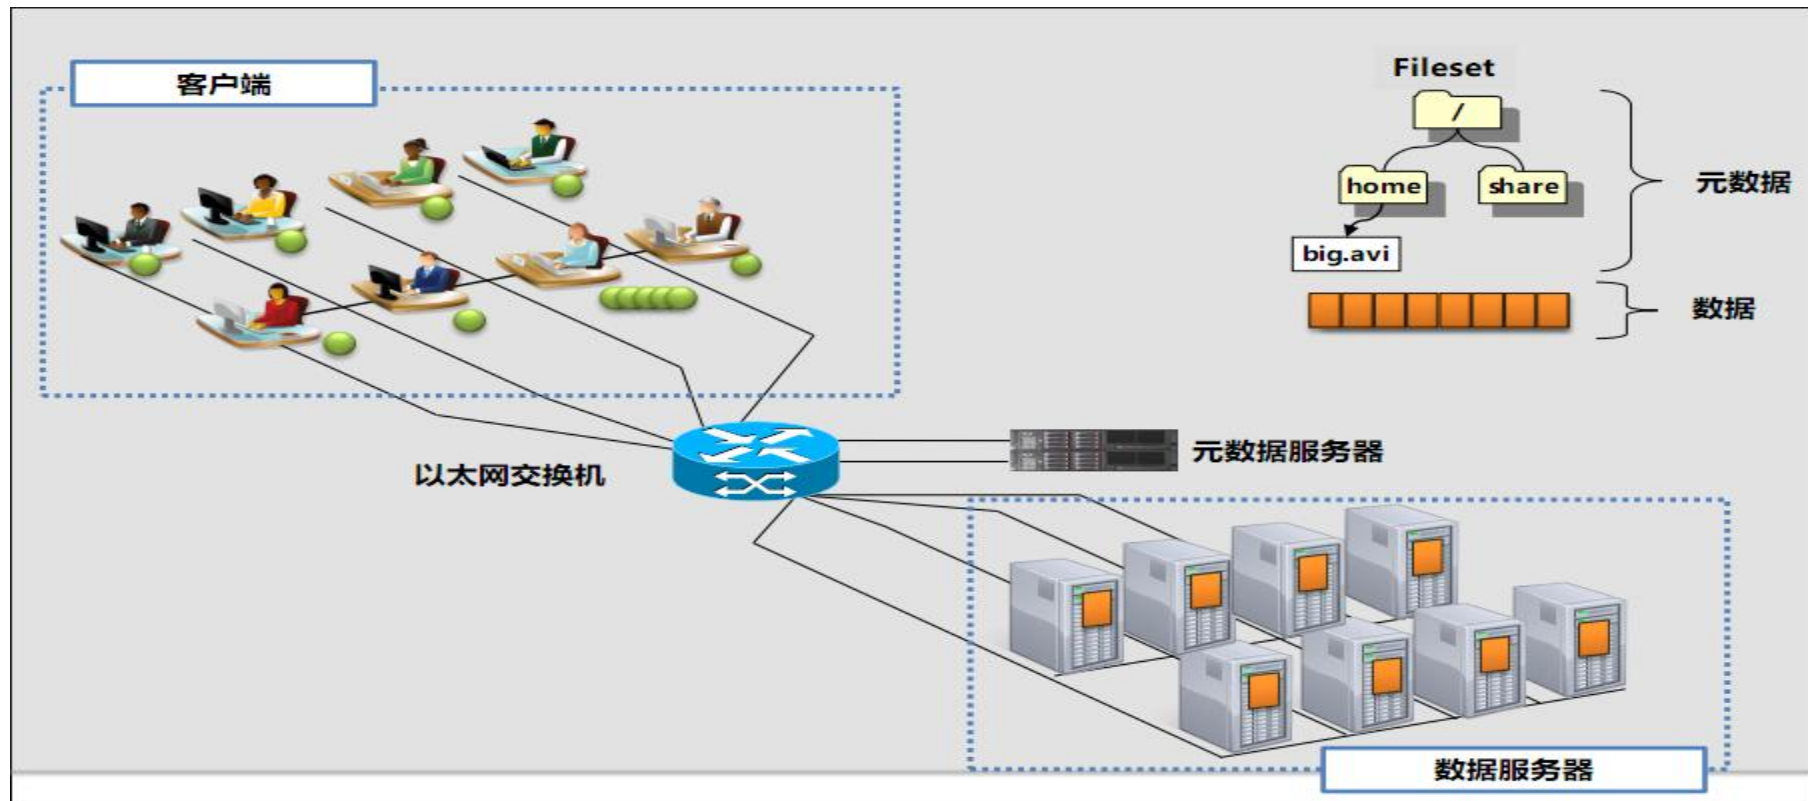 客户端
Fileset
/
home
share
元数据
big.avi
数据
以太网交换机
元数据服务器
数据服务器